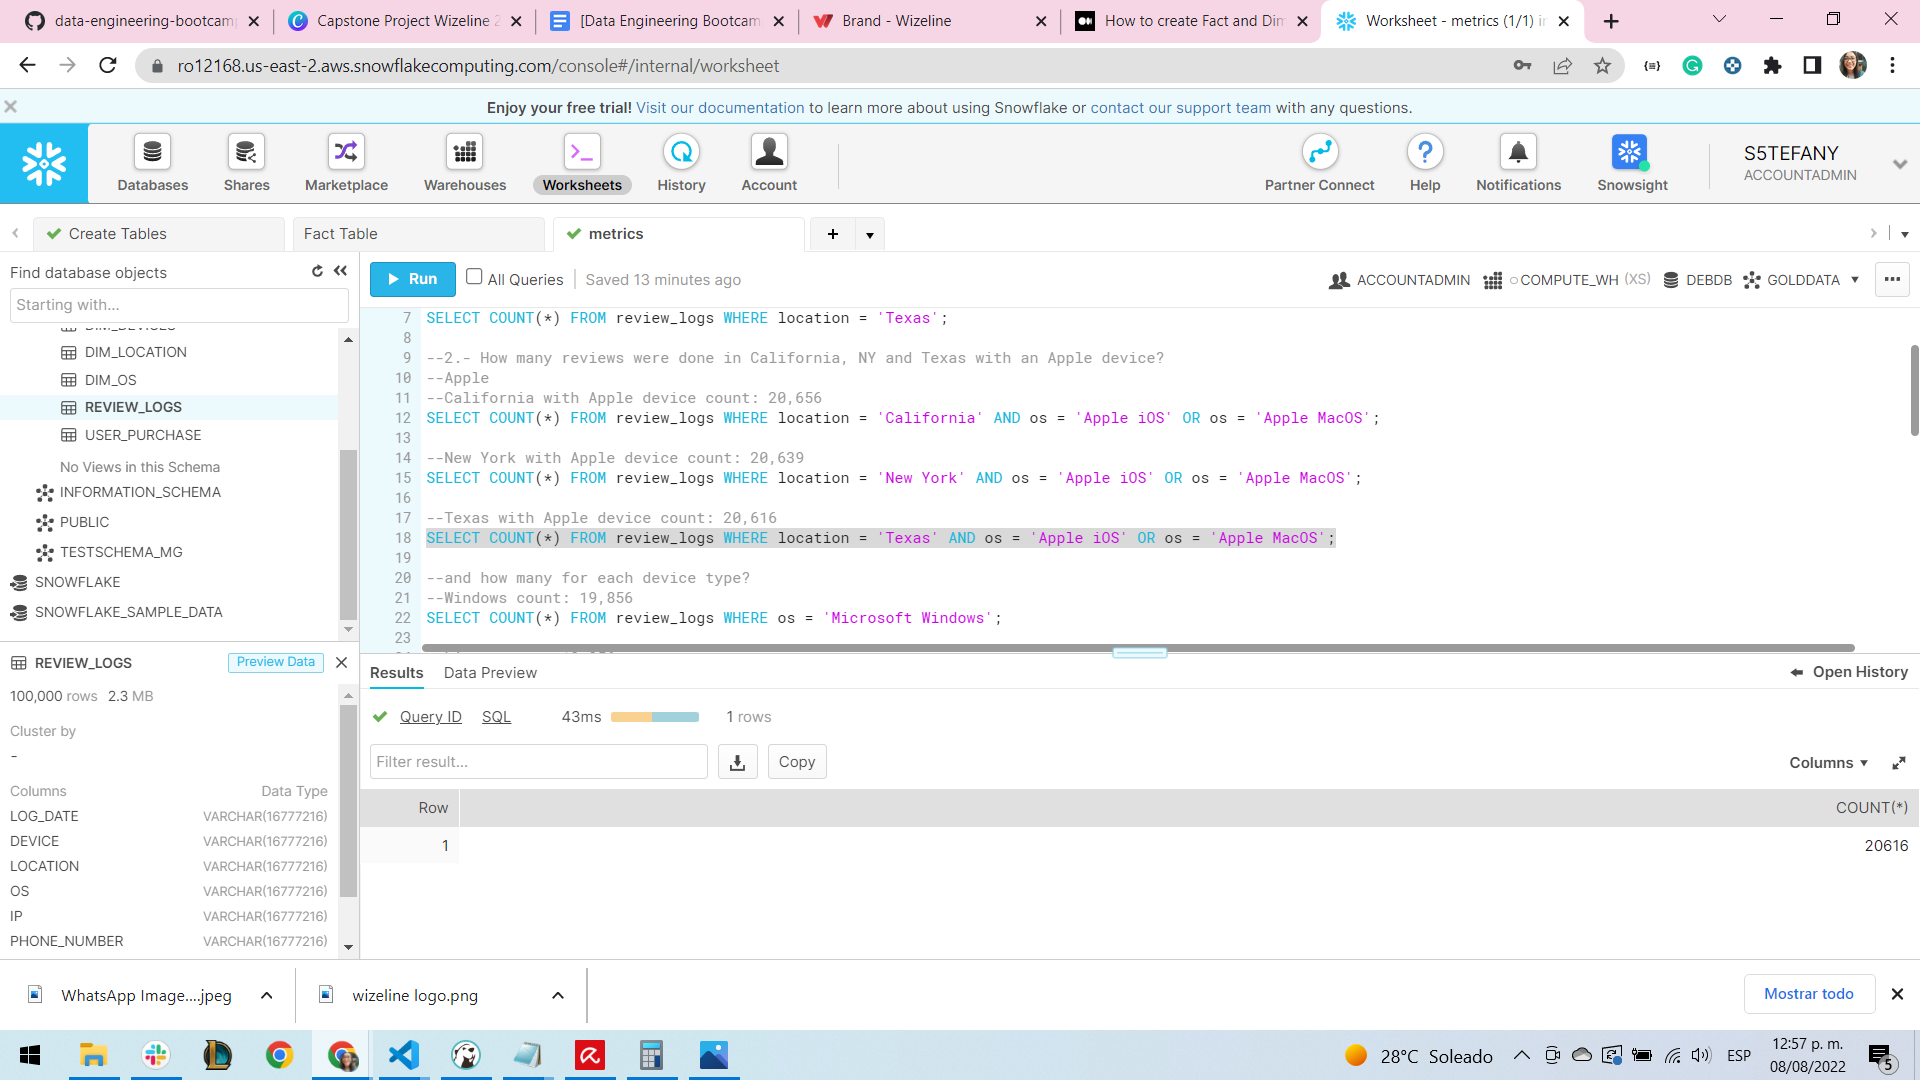 data-engineering-bootcam
Capstone Project Wizeline 2
[Data Engineering Bootcam
Brand - Wizeline
How to create Fact and Dim
Worksheet - metrics (1/1) in
ro12168.us-east-2.aws.snowflakecomputing.com/console#/internal/worksheet
Enjoy your free trial! Visit our documentation to learn more about using Snowflake or contact our support team with any questions.
Databases
Shares
Marketplace
Warehouses
Worksheets
History
Account
Partner Connect
Help
Notifications
Snowsight
S5TEFANY
ACCOUNTADMIN
Create Tables
Fact Table
metrics
Find database objects
Starting with...
DIM_DEVICES
DIM_LOCATION
DIM_OS
REVIEW_LOGS
USER_PURCHASE
No Views in this Schema
INFORMATION_SCHEMA
PUBLIC
TESTSCHEMA_MG
SNOWFLAKE
SNOWFLAKE_SAMPLE_DATA
REVIEW_LOGS
Preview Data
100,000 rows 2.3 MB
Cluster by
-
Columns Data Type
LOG_DATE VARCHAR(16777216)
DEVICE VARCHAR(16777216)
LOCATION VARCHAR(16777216)
OS VARCHAR(16777216)
IP VARCHAR(16777216)
PHONE_NUMBER VARCHAR(16777216)
Run
All Queries
Saved 13 minutes ago
ACCOUNTADMIN
COMPUTE_WH (XS)
DEBDB
GOLDDATA
7 SELECT COUNT(*) FROM review_logs WHERE location = 'Texas';
8
9 --2.- How many reviews were done in California, NY and Texas with an Apple device?
10 --Apple
11 --California with Apple device count: 20,656
12 SELECT COUNT(*) FROM review_logs WHERE location = 'California' AND os = 'Apple iOS' OR os = 'Apple MacOS';
13
14 --New York with Apple device count: 20,639
15 SELECT COUNT(*) FROM review_logs WHERE location = 'New York' AND os = 'Apple iOS' OR os = 'Apple MacOS';
16
17 --Texas with Apple device count: 20,616
18 SELECT COUNT(*) FROM review_logs WHERE location = 'Texas' AND os = 'Apple iOS' OR os = 'Apple MacOS';
19
20 --and how many for each device type?
21 --Windows count: 19,856
22 SELECT COUNT(*) FROM review_logs WHERE os = 'Microsoft Windows';
23
Results
Data Preview
Open History
Query ID
SQL
43ms
1 rows
Filter result...
Copy
Columns
Row COUNT(*)
1 20616
WhatsApp Image....jpeg
wizeline logo.png
Mostrar todo
28°C Soleado
ESP
12:57 p. m.
08/08/2022
5